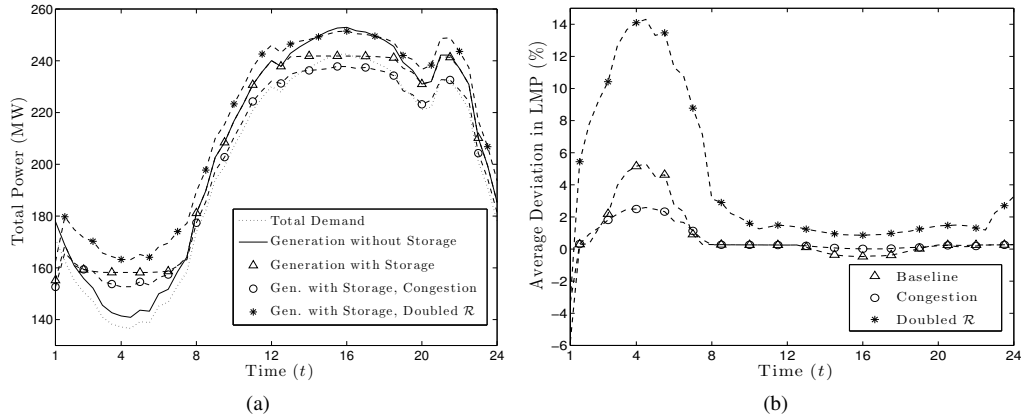 260
240
220
200
180
160
140
Total Power (MW)
Total Demand
Generation without Storage
Generation with Storage
Gen. with Storage, Congestion
Gen. with Storage, Doubled ℛ
1 4 8 12 16 20 24
Time (t)
(a)
14
12
10
8
6
4
2
0
−2
−4
−6
Average Deviation in LMP (%)
Baseline
Congestion
Doubled ℛ
1 4 8 12 16 20 24
Time (t)
(b)